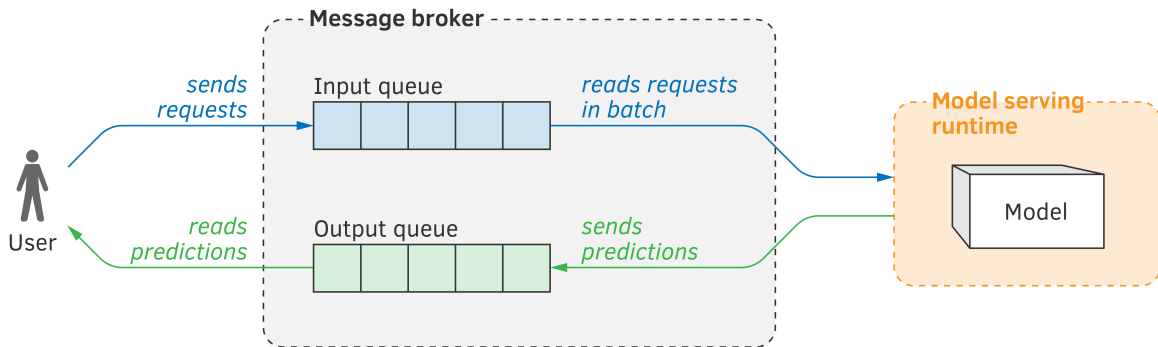 Message broker
sends
requests
Input queue
reads requests
in batch
Model serving
runtime
Model
User
reads
predictions
Output queue
sends
predictions